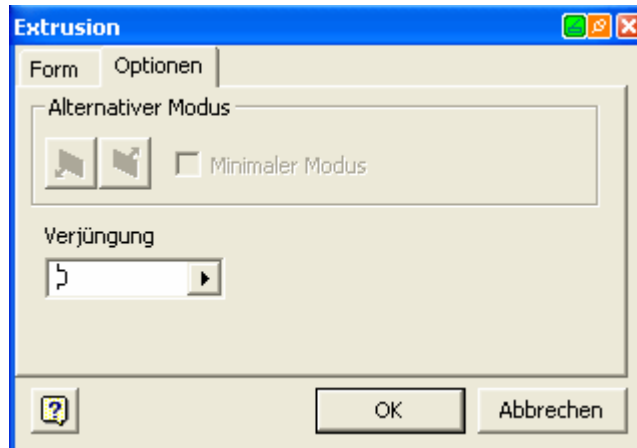 Extrusion
Form Optionen
Alternativer Modus
Minimaler Modus
Verjüngung
OK Abbrechen